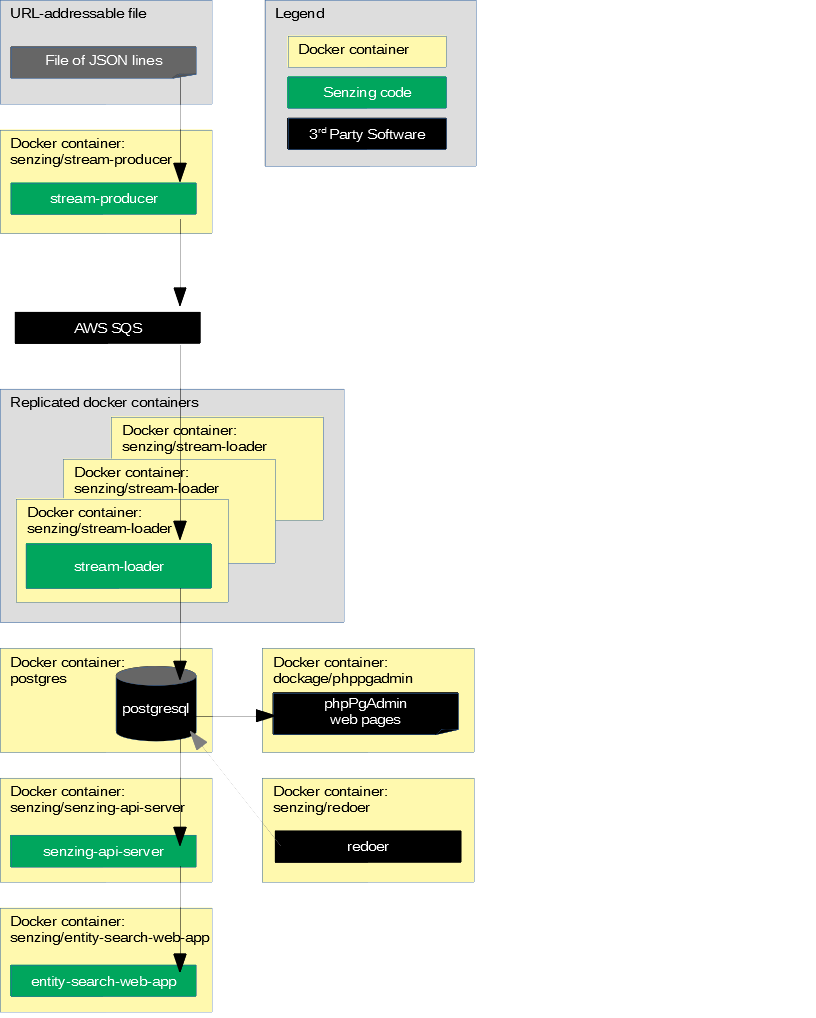 URL-addressable file
File of JSON lines
Legend
Docker container
Senzing code
3rd Party Software
Docker container:
senzing/stream-producer
stream-producer
AWS SQS
Replicated docker containers
Docker container:
senzing/stream-loader
Docker container:
senzing/stream-loader
Docker container:
senzing/stream-loader
stream-loader
Docker container:
postgres
postgresql
Docker container:
dockage/phppgadmin
phpPgAdmin
web pages
Docker container:
senzing/senzing-api-server
senzing-api-server
Docker container:
senzing/redoer
redoer
Docker container:
senzing/entity-search-web-app
entity-search-web-app